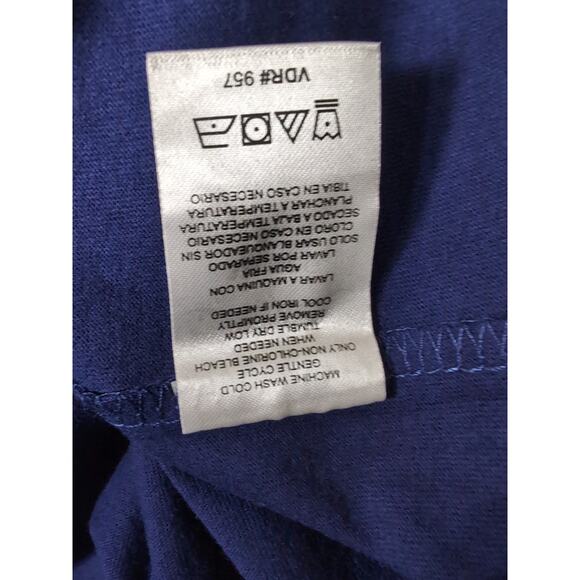 MACHINE WASH COLD
GENTLE CYCLE
ONLY NON-CHLORINE BLEACH
WHEN NEEDED
TUMBLE DRY LOW
REMOVE PROMPTLY
COOL IRON IF NEEDED
LAVAR A MAQUINA CON
AGUA FRIA
LAVAR POR SEPARADO
SOLO USAR BLANQUEADOR SIN
CLORO EN CASO NECESARIO
SECADO A BAJA TEMPERATURA
PLANCHAR A TEMPERATURA
TIBIA EN CASO NECESARIO
VDR# 957